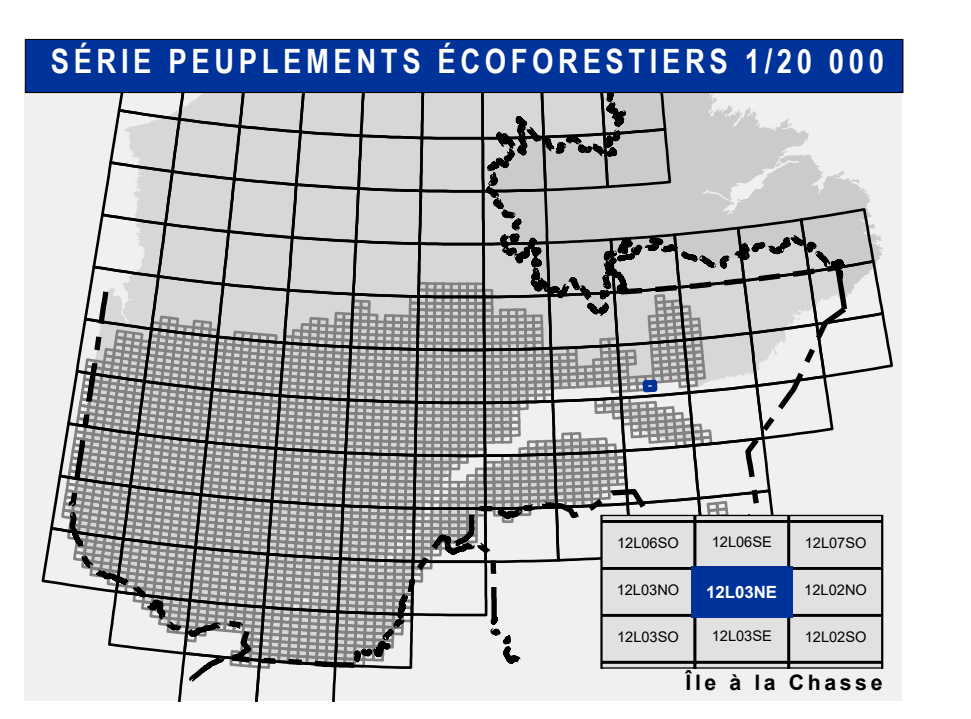 SÉRIE PEUPLEMENTS ÉCOFORESTIERS 1/20 000
12L06SO 12L06SE 12L07SO
12L03NO 12L03NE 12L02NO
12L03SO 12L03SE 12L02SO
Île à la Chasse